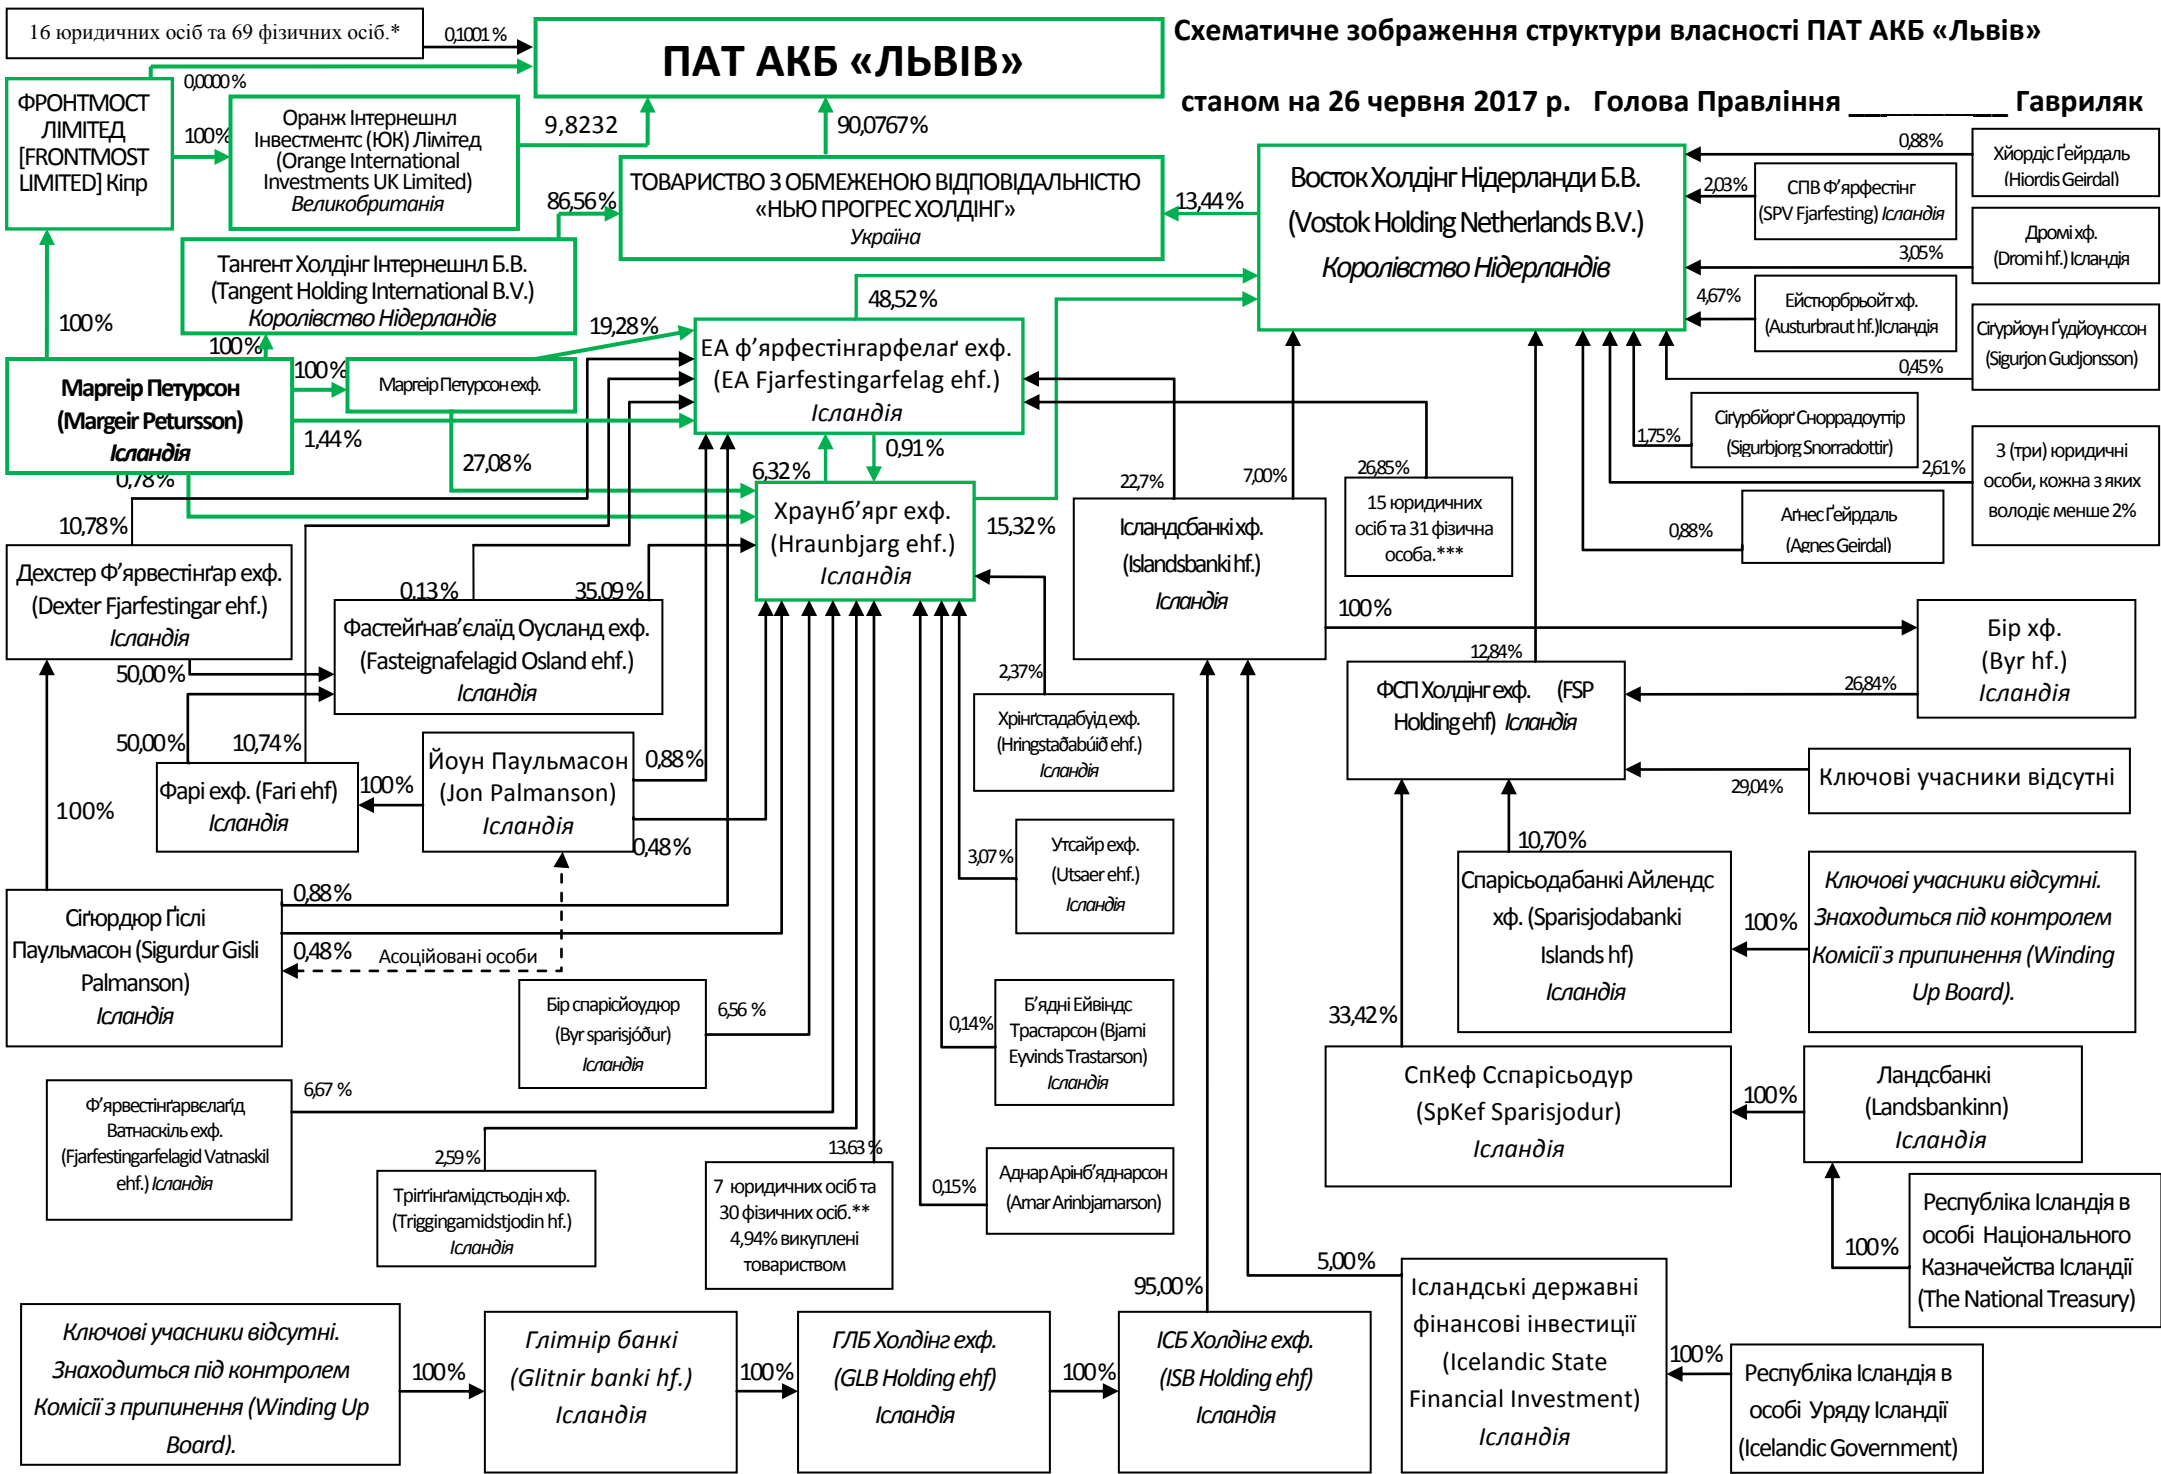 16 юридичних осіб та 69 фізичних осіб.*
0,1001 %
ПАТ АКБ «ЛЬВІВ»
Схематичне зображення структури власності ПАТ АКБ «Львів»
станом на 26 червня 2017 р. Голова Правління ___________ Гавриляк
0,0000 %
ФРОНТМОСТ
ЛІМІТЕД
[FRONTMOST
LIMITED] Кіпр
100%
Оранж Інтернешнл
Інвестментс (ЮК) Лімітед
(Orange International
Investments UK Limited)
Великобританія
9,8232
90,0767%
86,56%
ТОВАРИСТВО З ОБМЕЖЕНОЮ ВІДПОВІДАЛЬНІСТЮ
«НЬЮ ПРОГРЕС ХОЛДІНГ»
Україна
13,44%
Восток Холдінг Нідерланди Б.В.
(Vostok Holding Netherlands B.V.)
Королівство Нідерландів
0,88%
Хйордіс Ґейрдаль
(Hiordis Geirdal)
2,03%
СПВ Ф'ярфестінг
(SPV Fjarfesting) Ісландія
3,05%
Дромі хф.
(Dromi hf.) Ісландія
4,67%
Ейстюрбрьойт хф.
(Austurbraut hf.)Ісландія
0,45%
Сіґурйоун Ґудйоунссон
(Sigurjon Gudjonsson)
1,75%
Сіґурбйорґ Сноррадоуттір
(Sigurbjorg Snorradottir)
2,61%
3 (три) юридичні
особи, кожна з яких
володіє менше 2%
0,88%
Аґнес Ґейрдаль
(Agnes Geirdal)
Тангент Холдінг Інтернешнл Б.В.
(Tangent Holding International B.V.)
Королівство Нідерландів
100%
100%
Маргеір Петурсон
(Margeir Petursson)
Ісландія
100%
Маргеір Петурсон ехф.
19,28%
1,44%
27,08%
0,78%
48,52%
ЕА ф'ярфестінгарфелаґ ехф.
(EA Fjarfestingarfelag ehf.)
Ісландія
0,91%
6,32%
Храунб'ярг ехф.
(Hraunbjarg ehf.)
Ісландія
15,32%
22,7%
7,00%
26,85%
15 юридичних
осіб та 31 фізична
особа.***
Ісландсбанкі хф.
(Islandsbanki hf.)
Ісландія
100%
Бір хф.
(Byr hf.)
Ісландія
10,78%
Дехстер Ф'ярвестінґар ехф.
(Dexter Fjarfestingar ehf.)
Ісландія
0,13%
35,09%
Фастейґнав'єлаїд Оусланд ехф.
(Fasteignafelagid Osland ehf.)
Ісландія
50,00%
50,00%
10,74%
Фарі ехф. (Fari ehf)
Ісландія
100%
Йоун Паульмасон
(Jon Palmanson)
Ісландія
0,88%
0,48%
100%
2,37%
Хрінґстадабуід ехф.
(Hringstaðabúið ehf.)
Ісландія
3,07%
Утсайр ехф.
(Utsaer ehf.)
Ісландія
12,84%
ФСП Холдінг ехф. (FSP
Holding ehf) Ісландія
26,84%
29,04%
Ключові учасники відсутні
10,70%
Спарісьодабанкі Айлендс
хф. (Sparisjodabanki
Islands hf)
Ісландія
100%
Ключові учасники відсутні.
Знаходиться під контролем
Комісії з припинення (Winding
Up Board).
Сіґюрдюр Ґіслі
Паульмасон (Sigurdur Gisli
Palmanson)
Ісландія
0,88%
0,48%
Асоційовані особи
Бір спарісйоудюр
(Byr sparisjóður)
Ісландія
6,56 %
0,14%
Б'ядні Ейвіндс
Трастарсон (Bjarni
Eyvinds Trastarson)
Ісландія
33,42%
СпКеф Сспарісьодур
(SpKef Sparisjodur)
Ісландія
100%
Ландсбанкі
(Landsbankinn)
Ісландія
Ф'ярвестінґарвєлаґід
Ватнаскіль ехф.
(Fjarfestingarfelagid Vatnaskil
ehf.) Ісландія
6,67 %
2,59 %
Тріґґінґамідстьодін хф.
(Triggingamidstjodin hf.)
Ісландія
13.63 %
7 юридичних осіб та
30 фізичних осіб.**
4,94% викуплені
товариством
0,15%
Аднар Арінб'яднарсон
(Arnar Arinbjarnarson)
100%
Республіка Ісландія в
особі Національного
Казначейства Ісландії
(The National Treasury)
95,00%
5,00%
Ключові учасники відсутні.
Знаходиться під контролем
Комісії з припинення (Winding Up
Board).
100%
Глітнір банкі
(Glitnir banki hf.)
Ісландія
100%
ГЛБ Холдінг ехф.
(GLB Holding ehf)
Ісландія
100%
ІСБ Холдінг ехф.
(ISB Holding ehf)
Ісландія
Ісландські державні
фінансові інвестиції
(Icelandic State
Financial Investment)
Ісландія
100%
Республіка Ісландія в
особі Уряду Ісландії
(Icelandic Government)